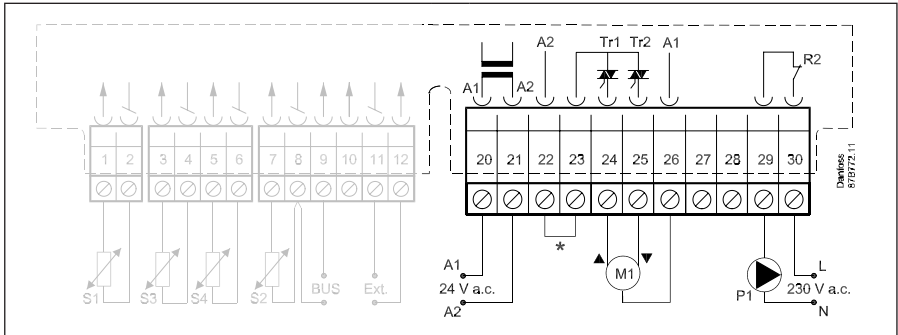 A2 Tr1 Tr2 A1
R2
A1 A2
1 2 3 4 5 6 7 8 9 10 11 12 20 21 22 23 24 25 26 27 28 29 30
Danfoss
87B772.11
*
A1 M1 L
S1 S3 S4 S2 BUS Ext. 24 V a.c. P1 230 V a.c.
A2 N